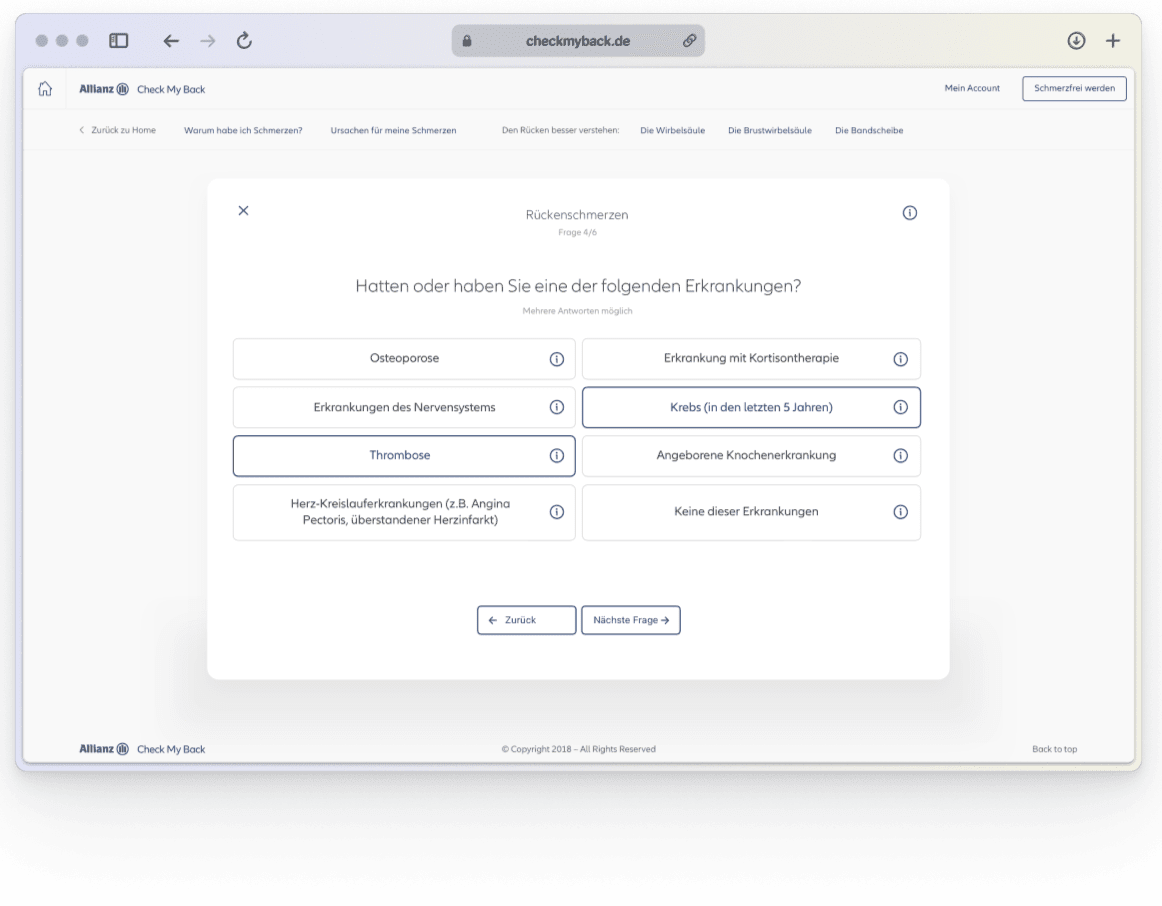 checkmyback.de
Allianz Check My Back
Mein Account
Schmerzfrei werden
Zurück zu Home
Warum habe ich Schmerzen?
Ursachen für meine Schmerzen
Den Rücken besser verstehen:
Die Wirbelsäule
Die Brustwirbelsäule
Die Bandscheibe
Rückenschmerzen
Frage 4/6
Hatten oder haben Sie eine der folgenden Erkrankungen?
Mehrere Antworten möglich
Osteoporose
Erkrankung mit Kortisontherapie
Erkrankungen des Nervensystems
Krebs (in den letzten 5 Jahren)
Thrombose
Angeborene Knochenerkrankung
Herz-Kreislauferkrankungen (z.B. Angina
Pectoris, überstandener Herzinfarkt)
Keine dieser Erkrankungen
← Zurück
Nächste Frage →
Allianz Check My Back
© Copyright 2018 – All Rights Reserved
Back to top